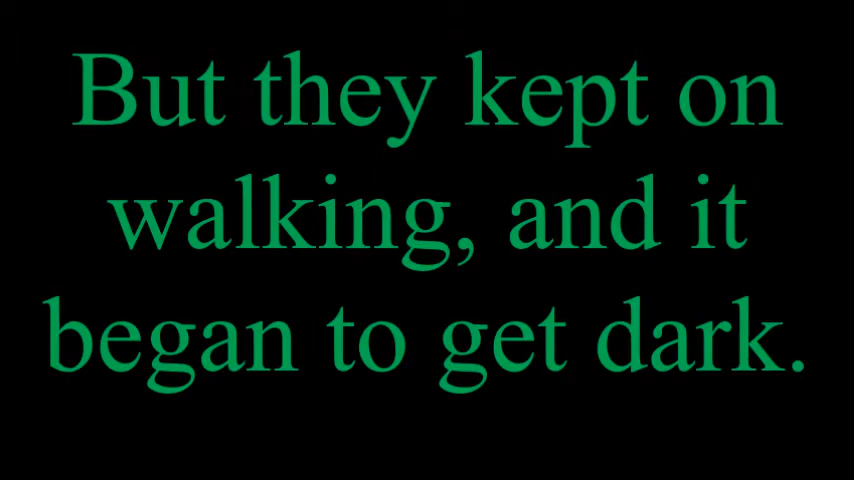 But they kept on
walking, and it
began to get dark.